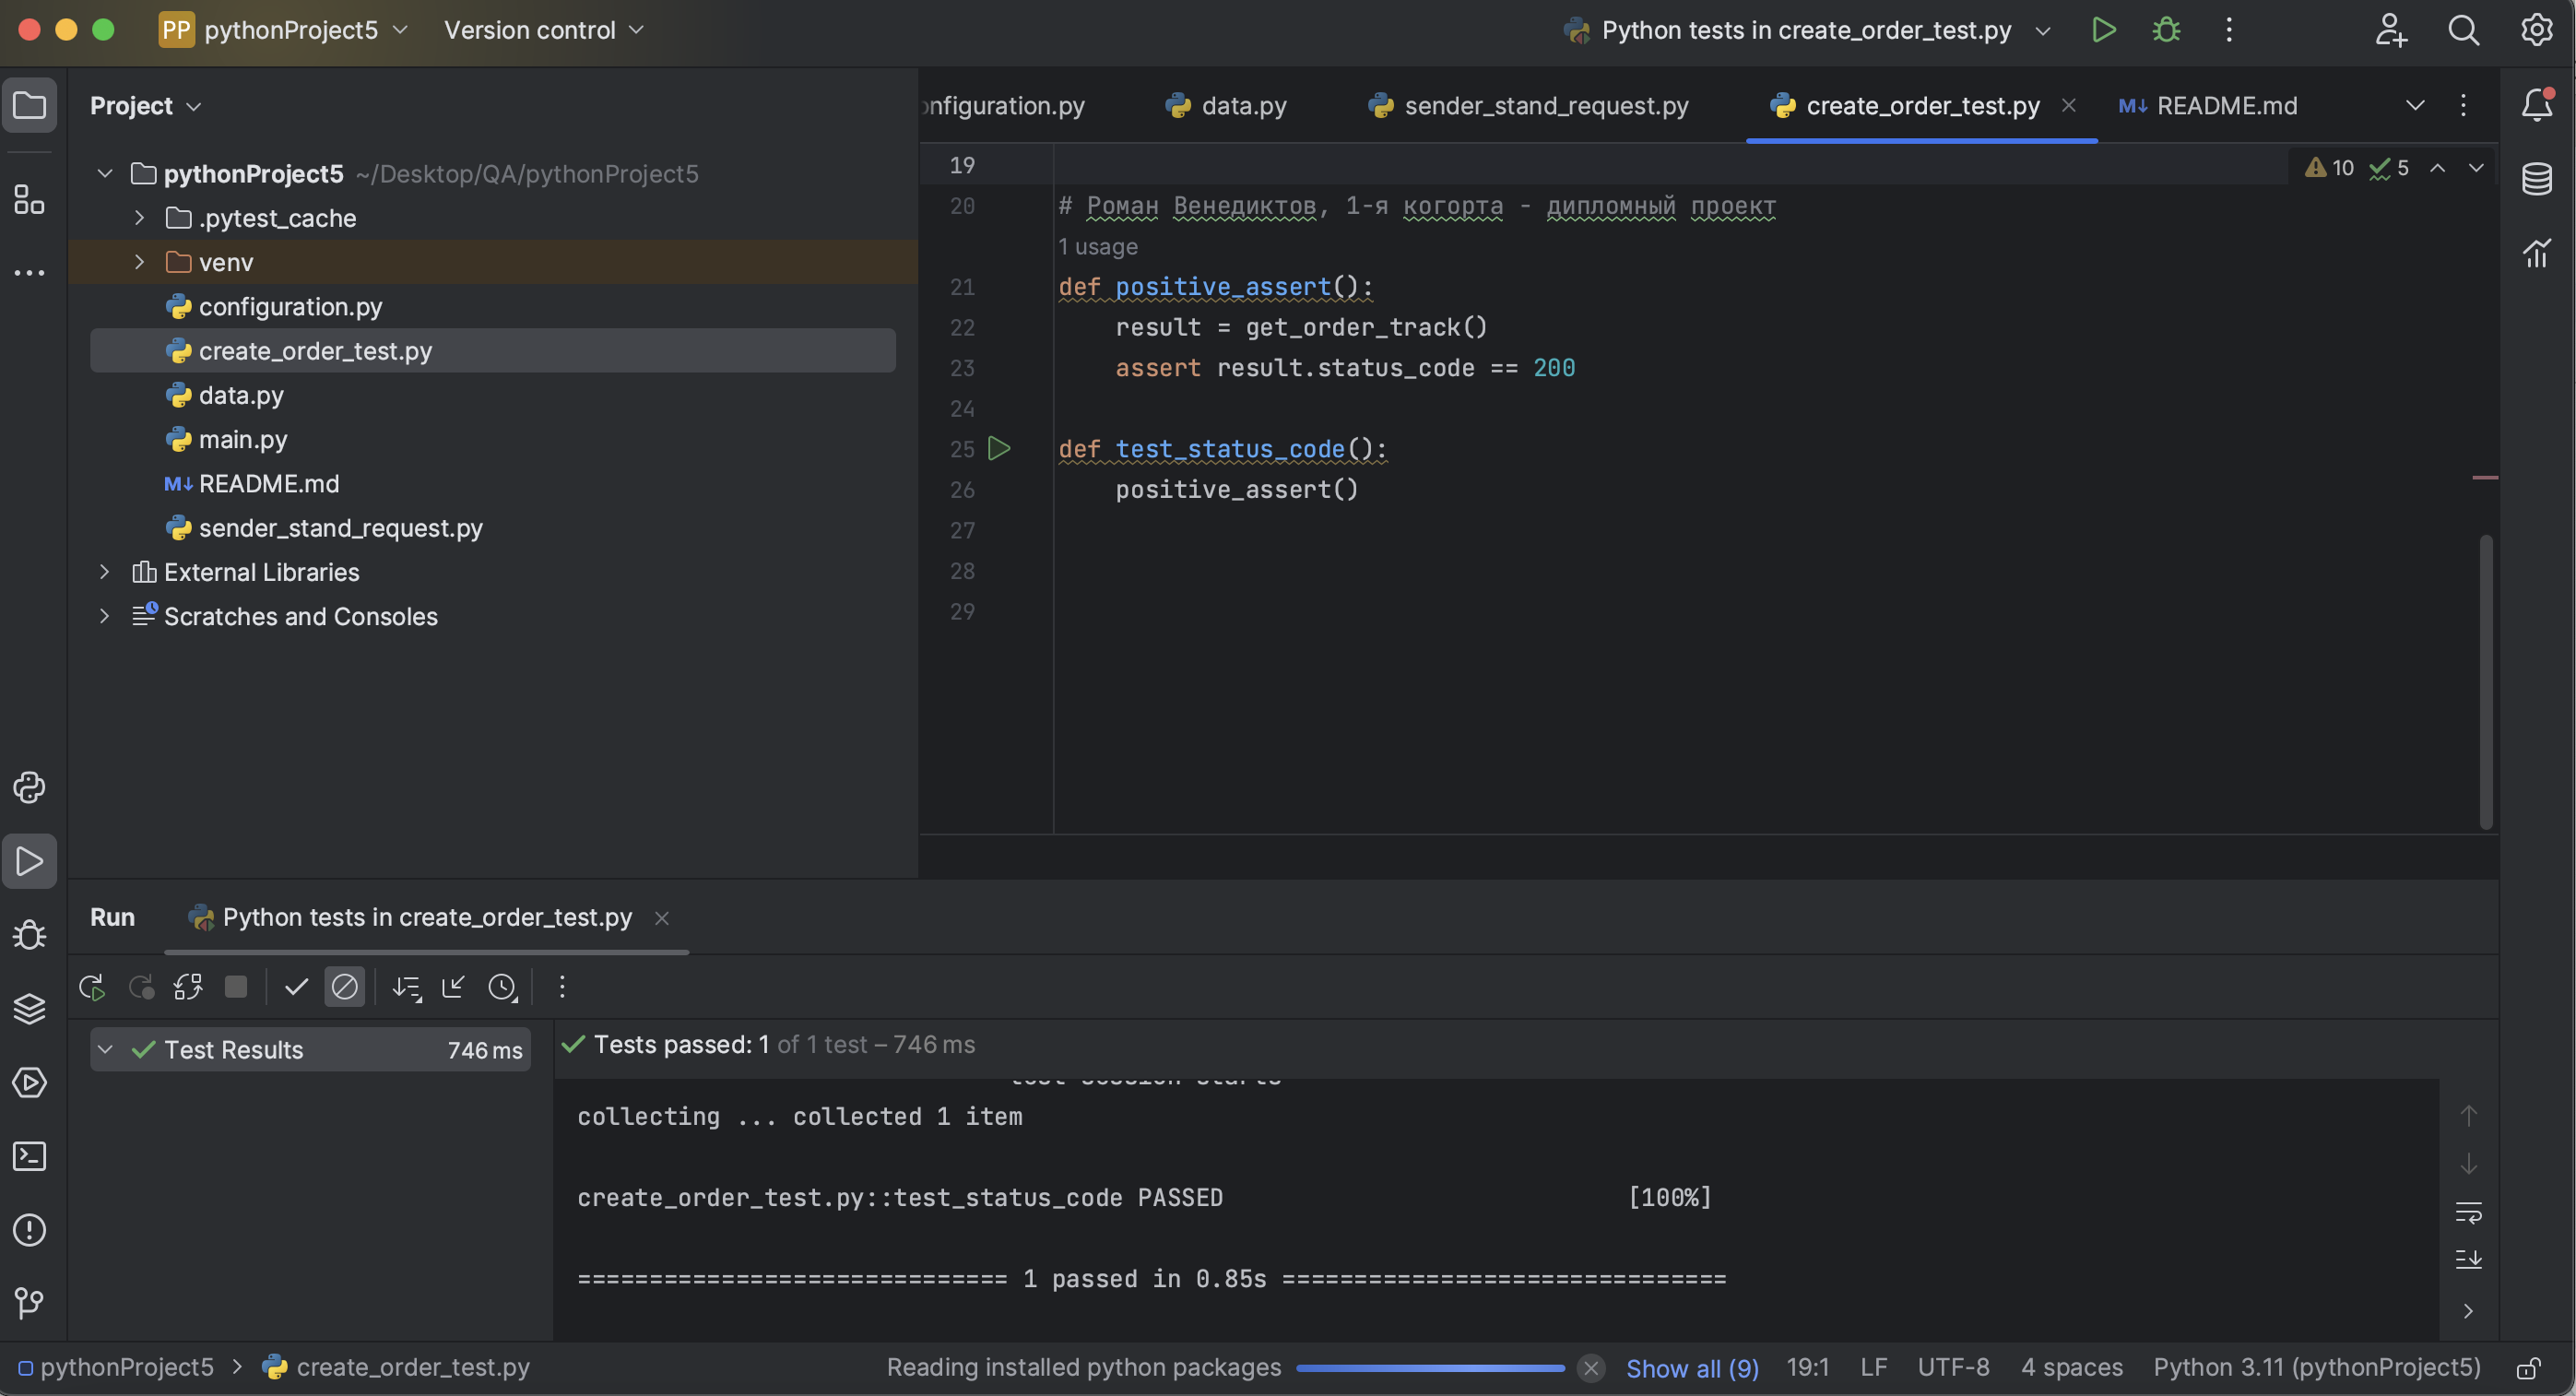 PP pythonProject5
Version control
Python tests in create_order_test.py
Project
onfiguration.py
data.py
sender_stand_request.py
create_order_test.py
README.md
pythonProject5 ~/Desktop/QA/pythonProject5
.pytest_cache
venv
configuration.py
create_order_test.py
data.py
main.py
README.md
sender_stand_request.py
External Libraries
Scratches and Consoles
10 5
19
20 # Роман Венедиктов, 1-я когорта - дипломный проект
1 usage
21 def positive_assert():
22 result = get_order_track()
23 assert result.status_code == 200
24
25 def test_status_code():
26 positive_assert()
27
28
29
Run
Python tests in create_order_test.py
Test Results 746 ms
Tests passed: 1 of 1 test – 746 ms
test session starts
collecting ... collected 1 item
create_order_test.py::test_status_code PASSED [100%]
============================== 1 passed in 0.85s ===============================
pythonProject5 > create_order_test.py
Reading installed python packages
Show all (9)
19:1
LF
UTF-8
4 spaces
Python 3.11 (pythonProject5)